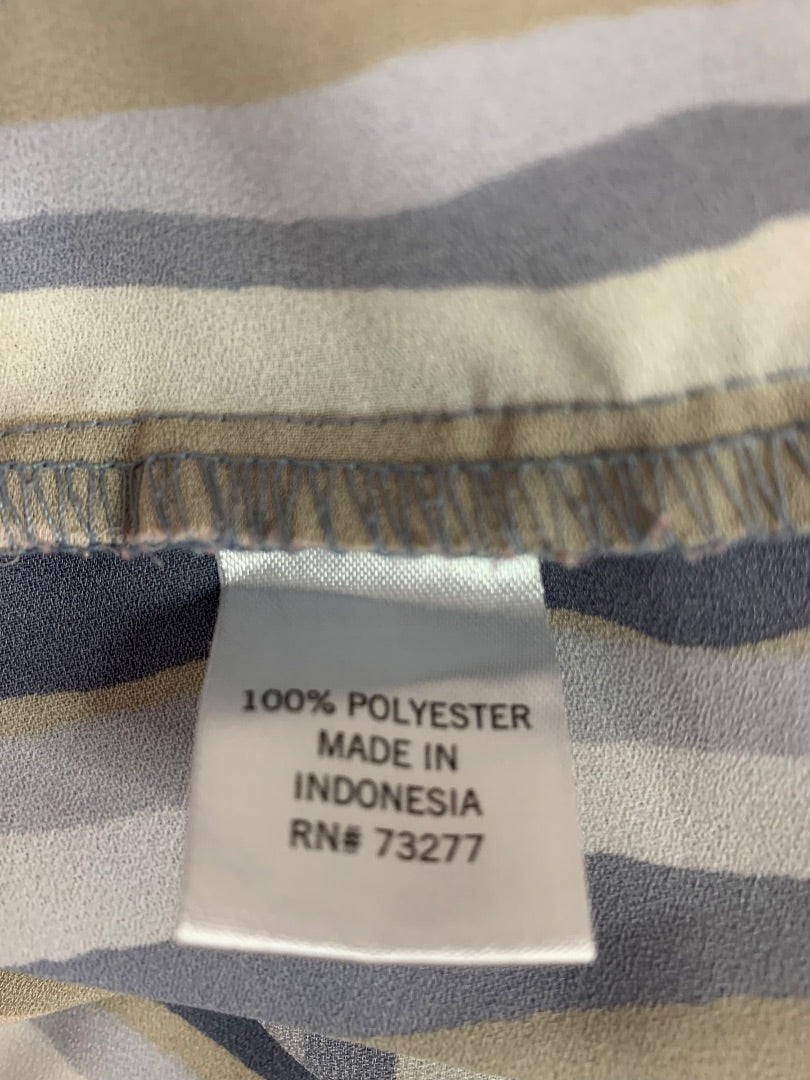 100% POLYESTER
MADE IN
INDONESIA
RN# 73277